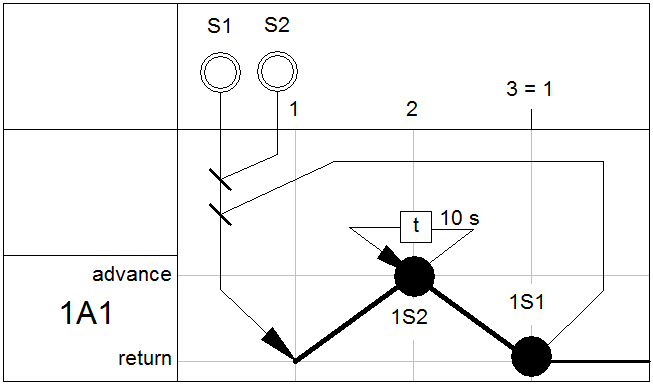 S1 S2
1 2 3 = 1
t 10 s
advance
1A1
1S2 1S1
return